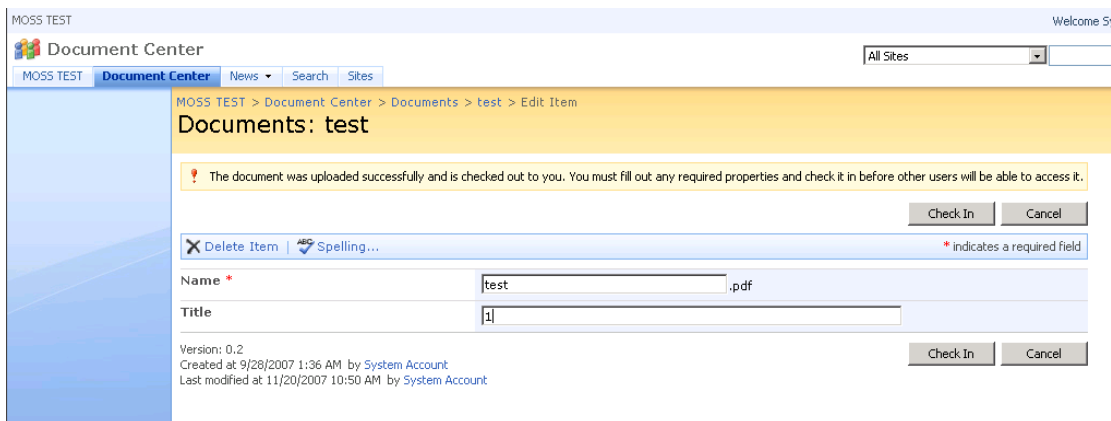 MOSS TEST
Welcome Sy
Document Center
All Sites
MOSS TEST Document Center News Search Sites
MOSS TEST > Document Center > Documents > test > Edit Item
Documents: test
The document was uploaded successfully and is checked out to you. You must fill out any required properties and check it in before other users will be able to access it.
Check In Cancel
Delete Item | ABC Spelling... * indicates a required field
Name * test .pdf
Title 1
Version: 0.2
Created at 9/28/2007 1:36 AM by System Account
Last modified at 11/20/2007 10:50 AM by System Account
Check In Cancel